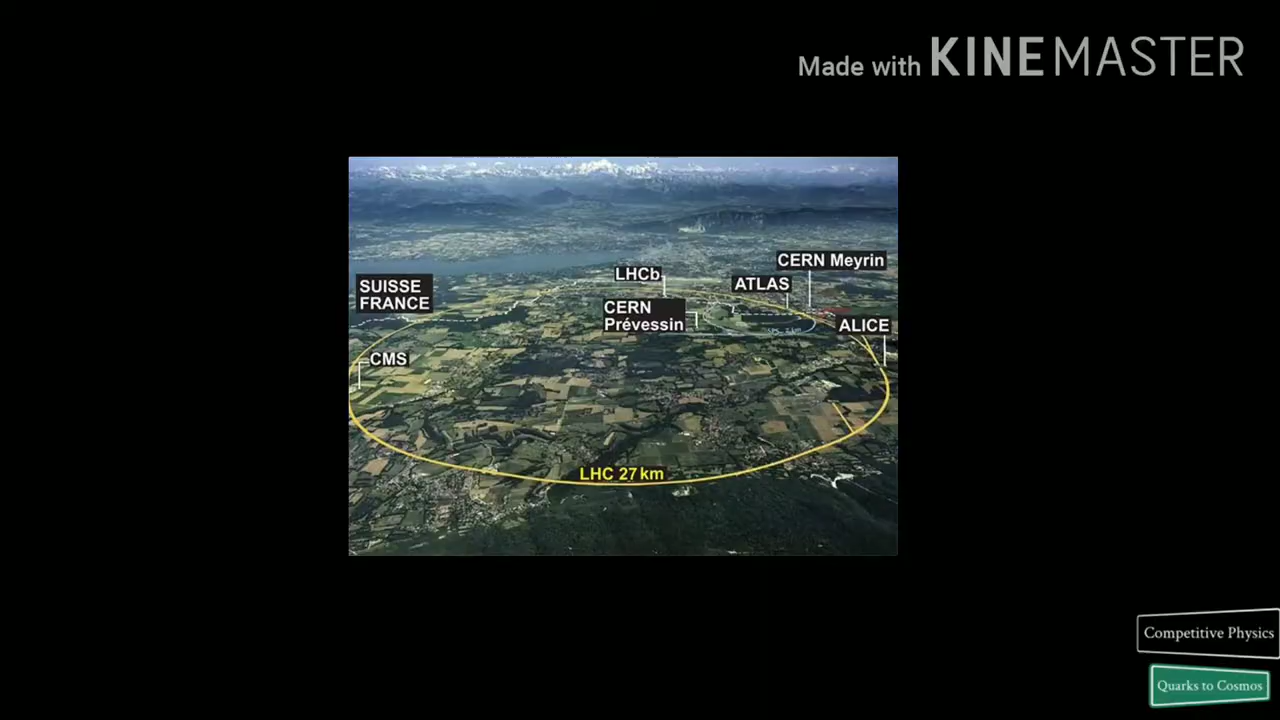 Made with KINEMASTER
CERN Meyrin
LHCb
ATLAS
SUISSE
FRANCE
CERN
Prévessin
ALICE
CMS
LHC 27 km
Competitive Physics
Quarks to Cosmos